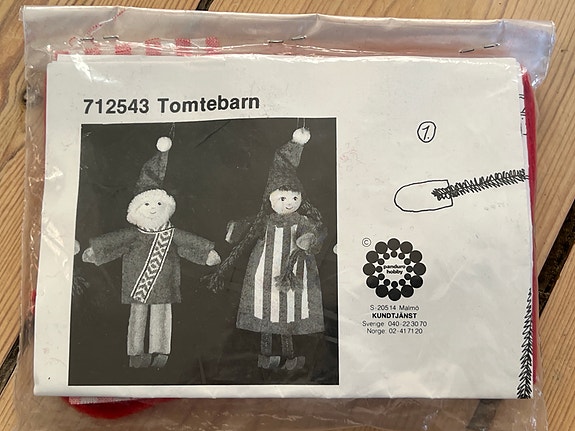 712543 Tomtebarn
1.
©
panduro
hobby
S-205 14 Malmö
KUNDTJÄNST
Sverige: 040-22 30 70
Norge: 02-41 71 20